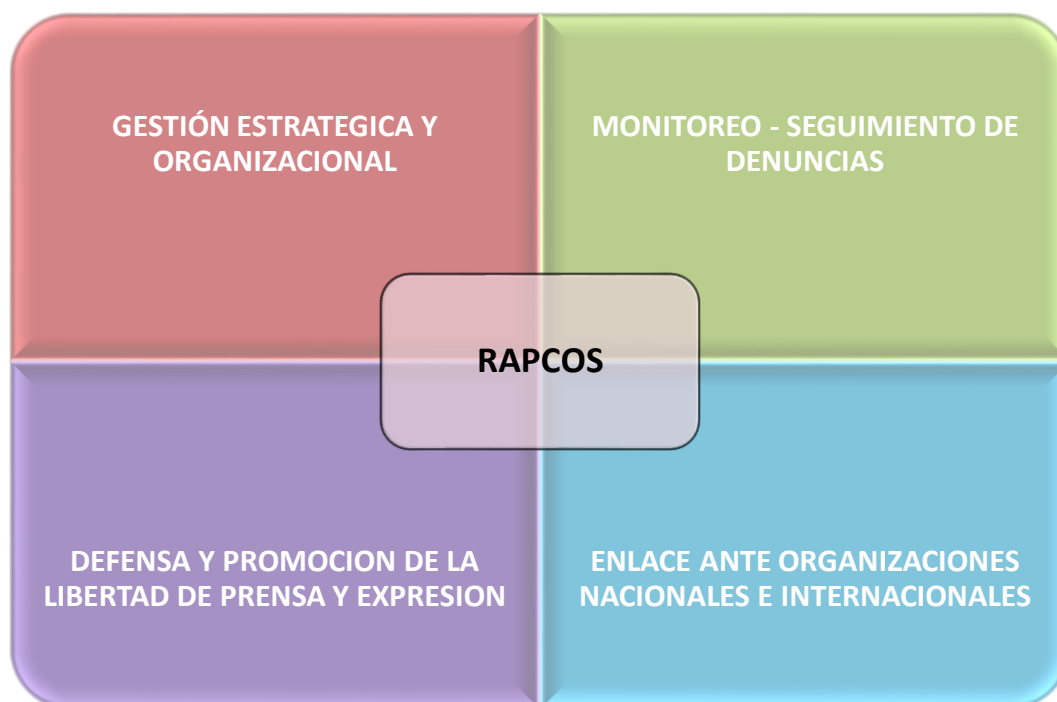 GESTIÓN ESTRATEGICA Y
ORGANIZACIONAL
MONITOREO - SEGUIMIENTO DE
DENUNCIAS
RAPCOS
DEFENSA Y PROMOCION DE LA
LIBERTAD DE PRENSA Y EXPRESION
ENLACE ANTE ORGANIZACIONES
NACIONALES E INTERNACIONALES